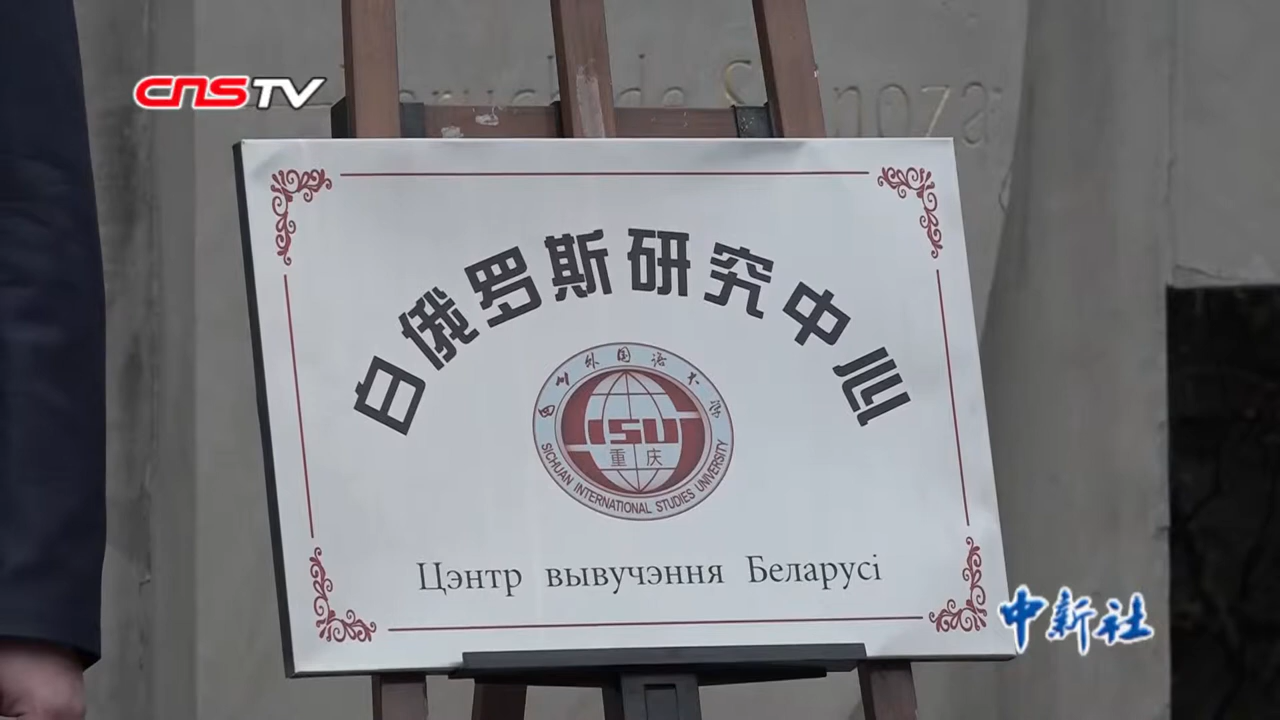 CNSTV
白俄罗斯研究中心
四川外国语大学
SISU
重庆
SICHUAN INTERNATIONAL STUDIES UNIVERSITY
Цэнтр вывучэння Беларусі
中新社